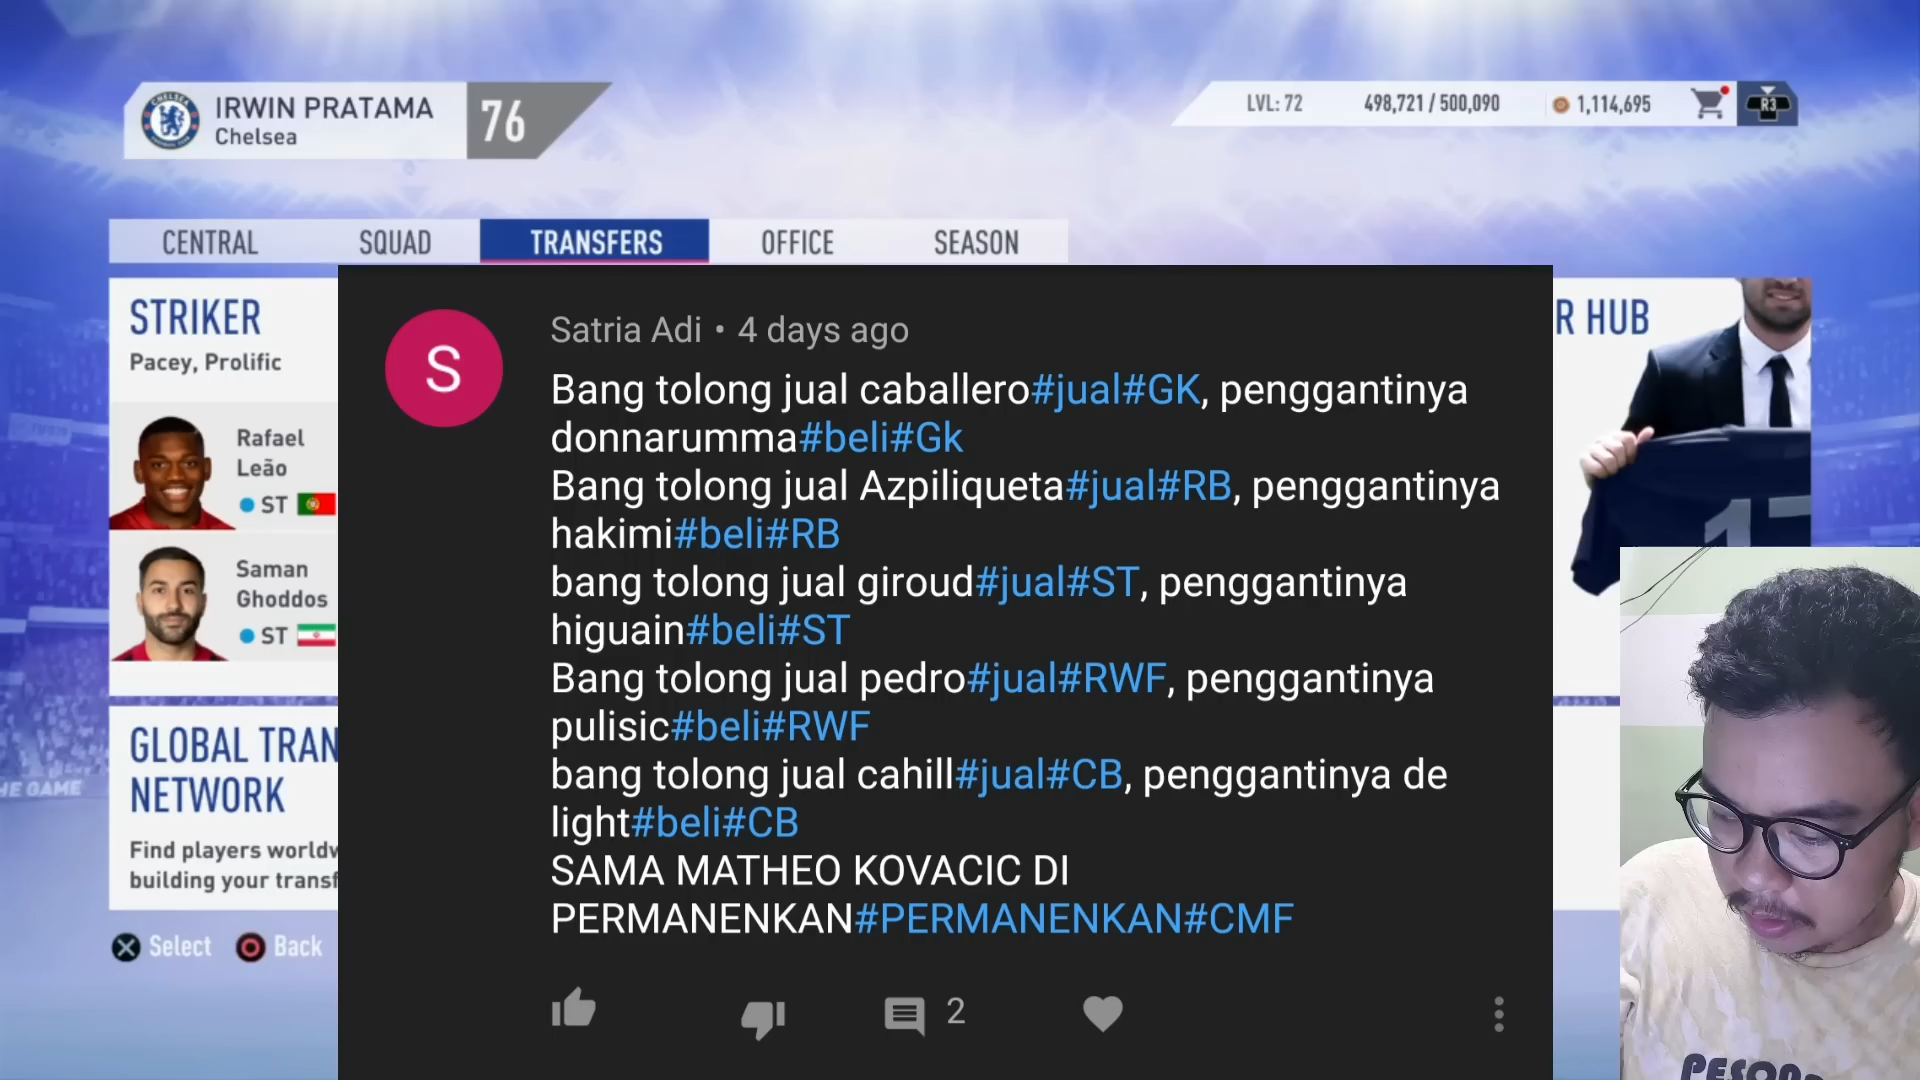 IRWIN PRATAMA
Chelsea
76
LVL: 72
498,721 / 500,090
1,114,695
R3
CENTRAL
SQUAD
TRANSFERS
OFFICE
SEASON
STRIKER
Pacey, Prolific
Rafael
Leão
ST
Saman
Ghoddos
ST
GLOBAL TRAN
NETWORK
Find players worldw
building your transf
Select
Back
R HUB
17
HE GAME
S
Satria Adi • 4 days ago
Bang tolong jual caballero#jual#GK, penggantinya
donnarumma#beli#Gk
Bang tolong jual Azpiliqueta#jual#RB, penggantinya
hakimi#beli#RB
bang tolong jual giroud#jual#ST, penggantinya
higuain#beli#ST
Bang tolong jual pedro#jual#RWF, penggantinya
pulisic#beli#RWF
bang tolong jual cahill#jual#CB, penggantinya de
light#beli#CB
SAMA MATHEO KOVACIC DI
PERMANENKAN#PERMANENKAN#CMF
2